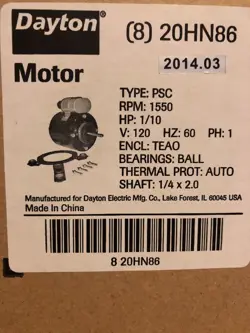 Dayton
(8) 20HN86
2014.03
Motor
TYPE: PSC
RPM: 1550
HP: 1/10
V: 120 HZ: 60 PH: 1
ENCL: TEAO
BEARINGS: BALL
THERMAL PROT: AUTO
SHAFT: 1/4 x 2.0
Manufactured for Dayton Electric Mfg. Co., Lake Forest, IL 60045 USA
Made In China
8 20HN86